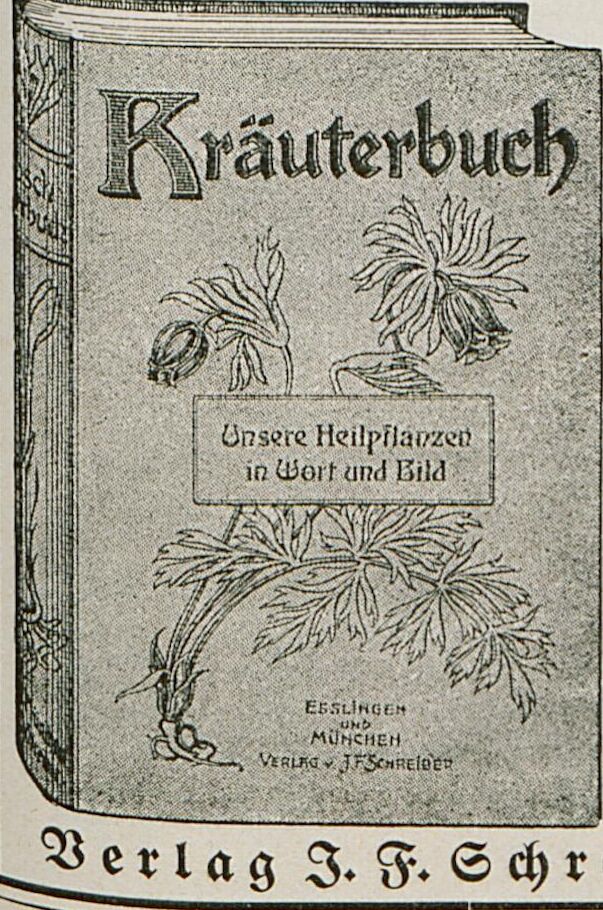 Kräuterbuch
Unsere Heilpflanzen
in Wort und Bild
Esslingen
und
München
Verlag v. J.F. Schreiber
Verlag J. F. Schr